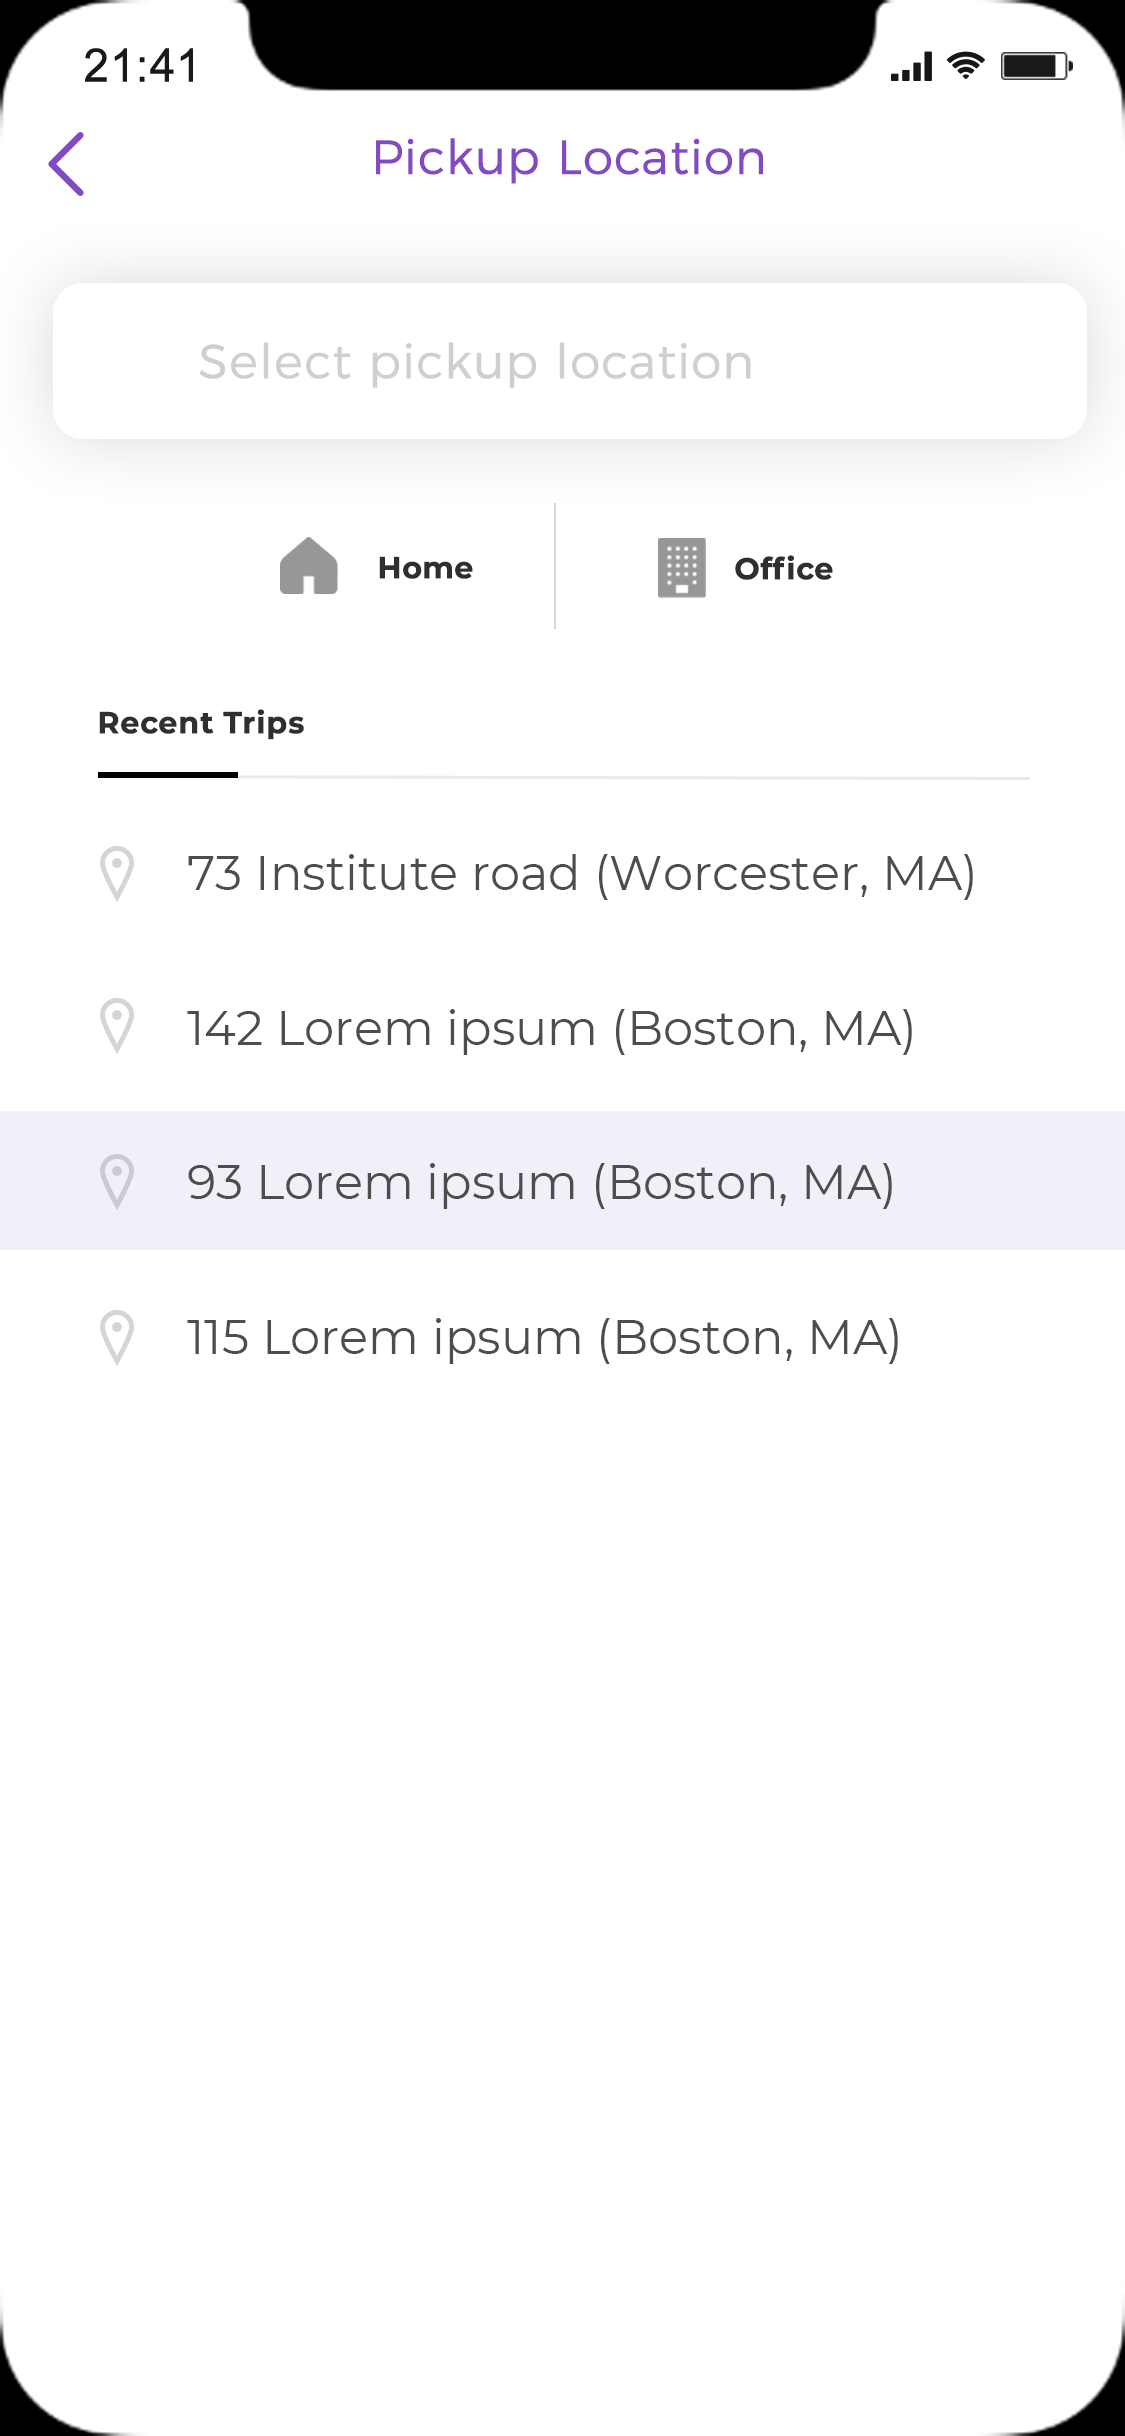 21:41
Pickup Location
Select pickup location
Home
Office
Recent Trips
73 Institute road (Worcester, MA)
142 Lorem ipsum (Boston, MA)
93 Lorem ipsum (Boston, MA)
115 Lorem ipsum (Boston, MA)